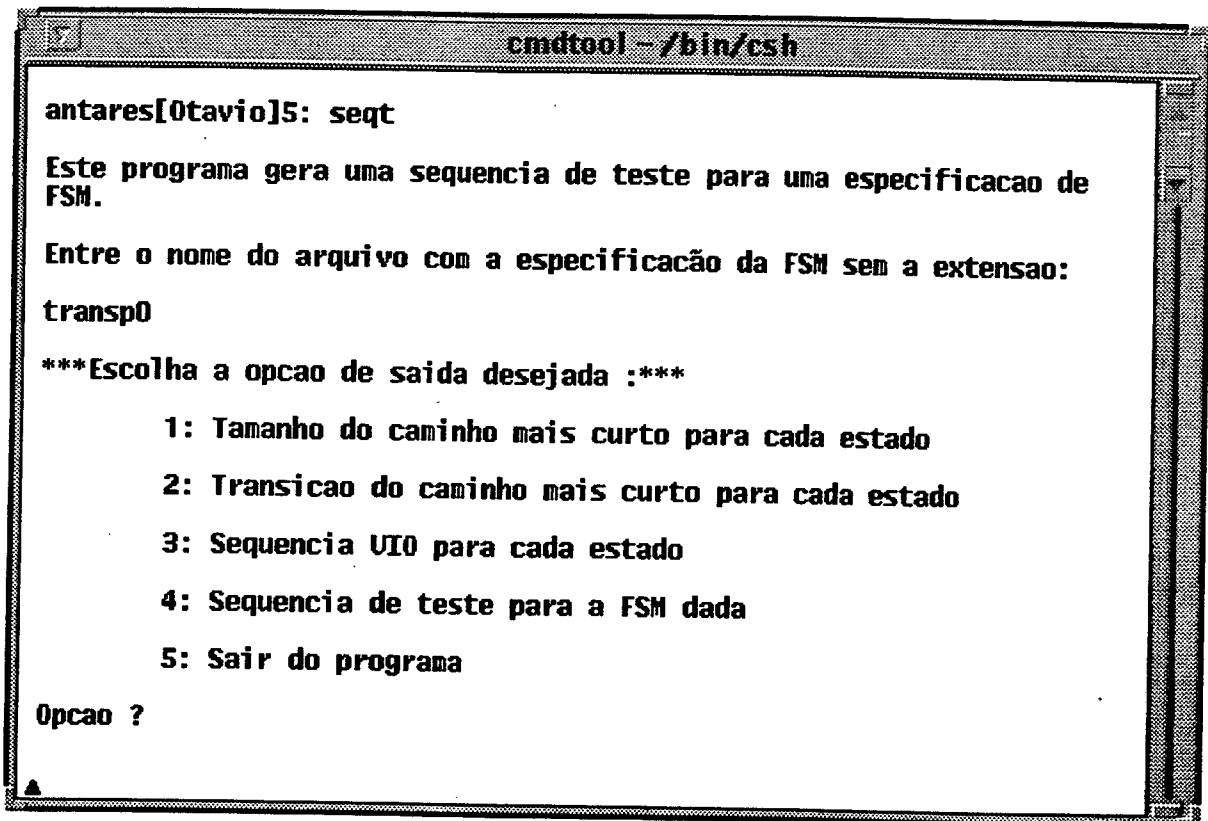 cmdtool - /bin/csh
antares[Otavio]5: seqt
Este programa gera uma sequencia de teste para uma especificacao de
FSM.
Entre o nome do arquivo com a especificacão da FSM sem a extensao:
transp0
***Escolha a opcao de saida desejada :***
1: Tamanho do caminho mais curto para cada estado
2: Transicao do caminho mais curto para cada estado
3: Sequencia UIO para cada estado
4: Sequencia de teste para a FSM dada
5: Sair do programa
Opcao ?